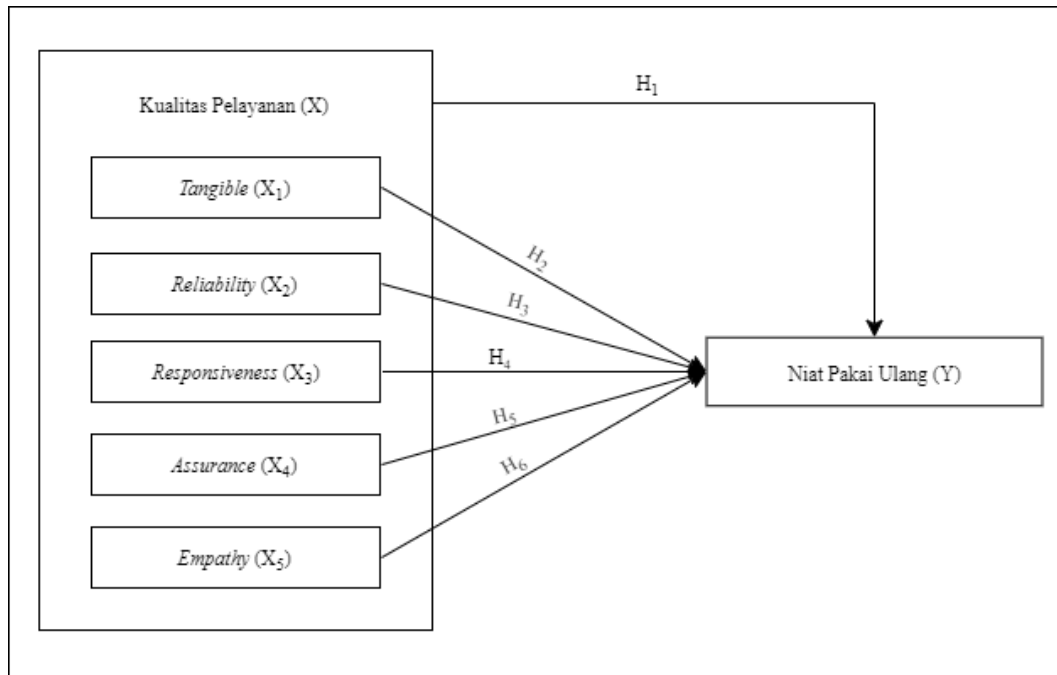 Kualitas Pelayanan (X)
H₁
Tangible (X₁)
H₂
Reliability (X₂)
H₃
Responsiveness (X₃)
H₄
Niat Pakai Ulang (Y)
Assurance (X₄)
H₅
Empathy (X₅)
H₆